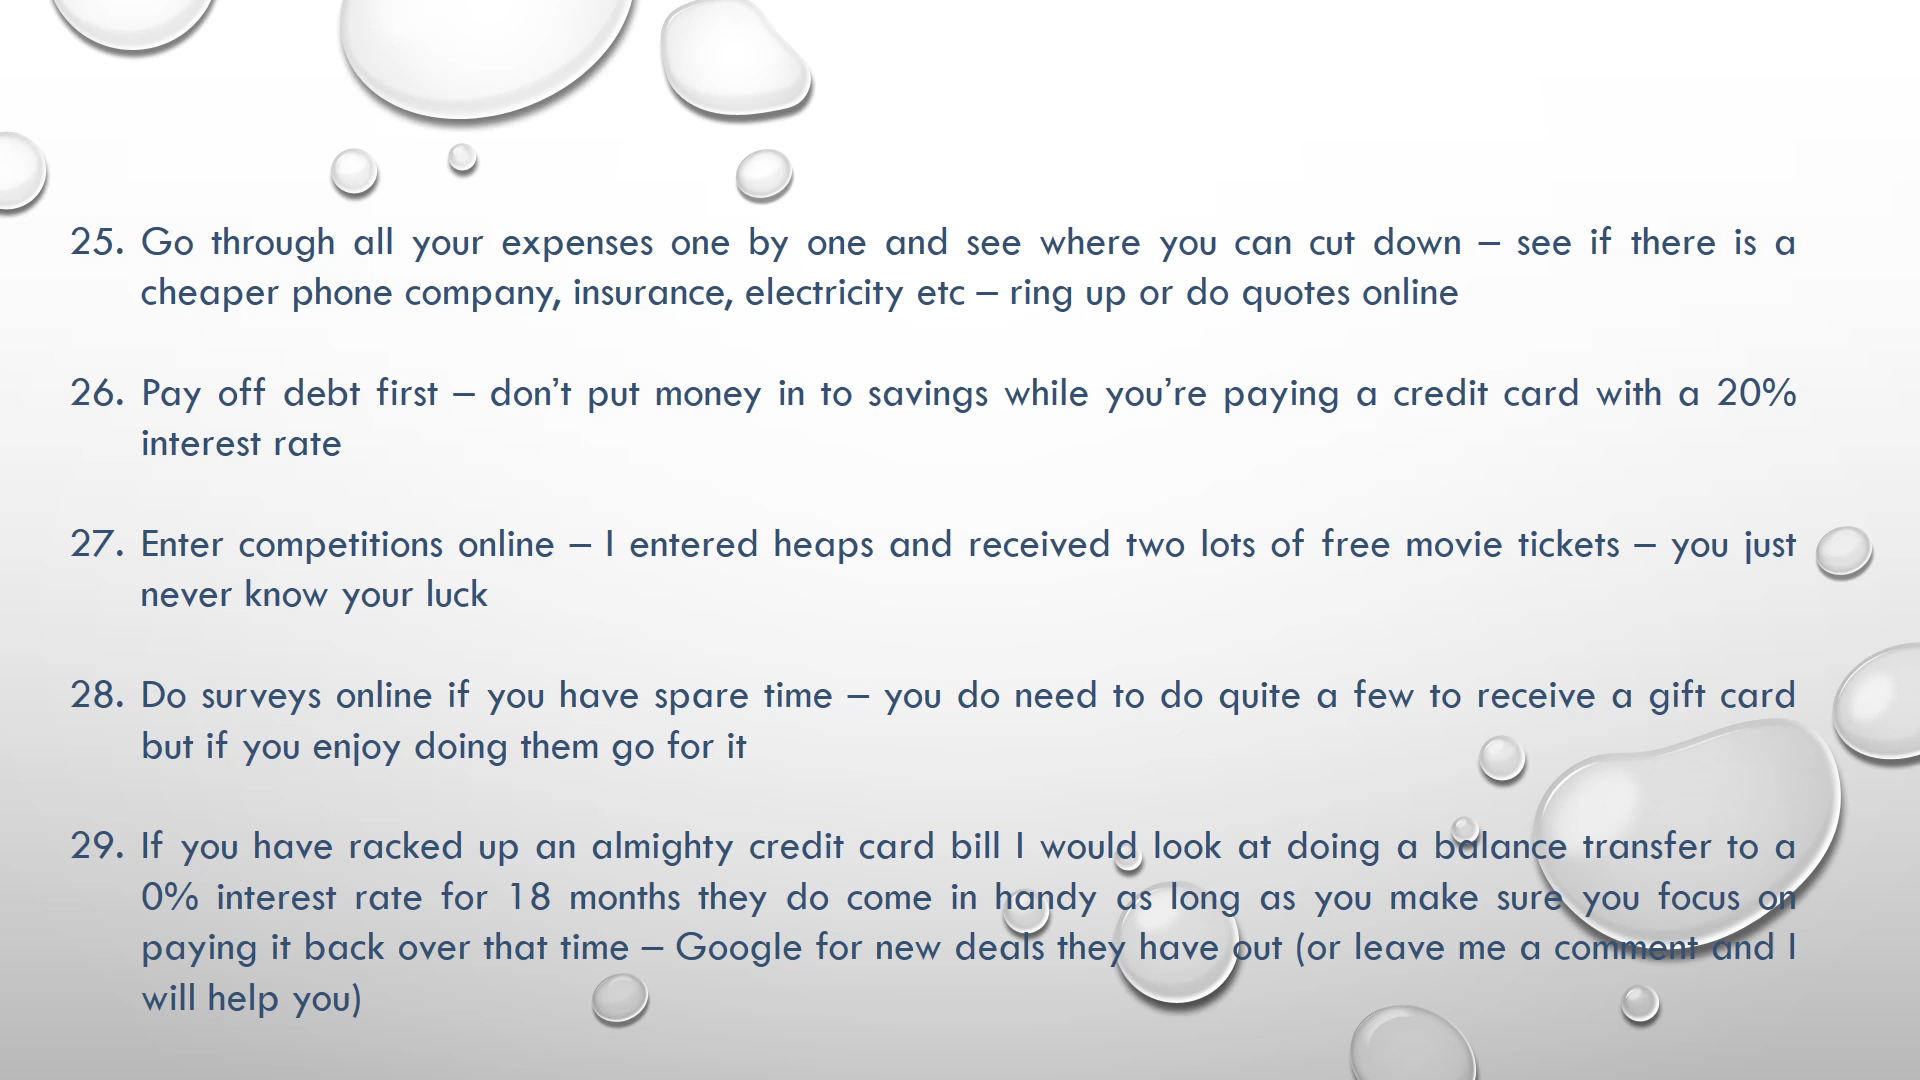 25. Go through all your expenses one by one and see where you can cut down – see if there is a
cheaper phone company, insurance, electricity etc – ring up or do quotes online
26. Pay off debt first – don’t put money in to savings while you’re paying a credit card with a 20%
interest rate
27. Enter competitions online – I entered heaps and received two lots of free movie tickets – you just
never know your luck
28. Do surveys online if you have spare time – you do need to do quite a few to receive a gift card
but if you enjoy doing them go for it
29. If you have racked up an almighty credit card bill I would look at doing a balance transfer to a
0% interest rate for 18 months they do come in handy as long as you make sure you focus on
paying it back over that time – Google for new deals they have out (or leave me a comment and I
will help you)